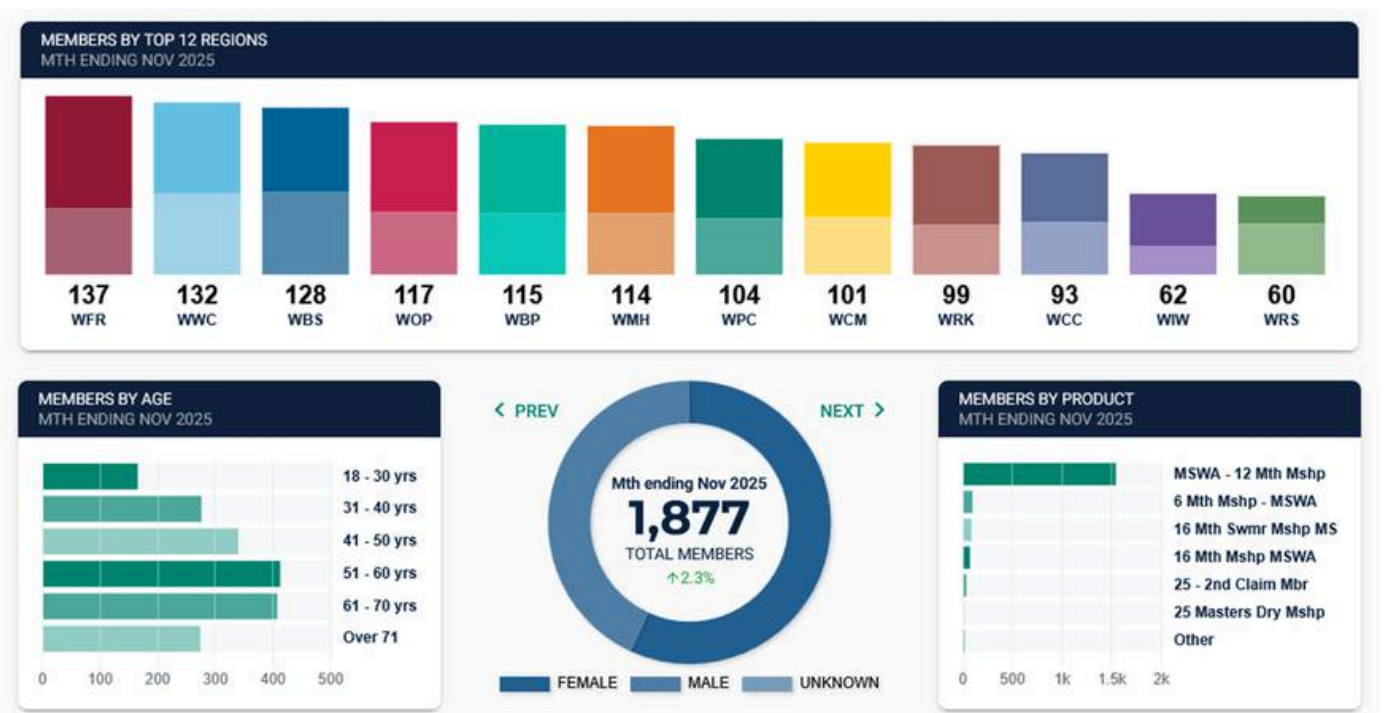 MEMBERS BY TOP 12 REGIONS
MTH ENDING NOV 2025
137 132 128 117 115 114 104 101 99 93 62 60
WFR WWC WBS WOP WBP WMH WPC WCM WRK WCC WIW WRS
MEMBERS BY AGE
MTH ENDING NOV 2025
18 - 30 yrs
31 - 40 yrs
41 - 50 yrs
51 - 60 yrs
61 - 70 yrs
Over 71
0 100 200 300 400 500
< PREV
NEXT >
Mth ending Nov 2025
1,877
TOTAL MEMBERS
↑2.3%
FEMALE MALE UNKNOWN
MEMBERS BY PRODUCT
MTH ENDING NOV 2025
MSWA - 12 Mth Mshp
6 Mth Mshp - MSWA
16 Mth Swmr Mshp MS
16 Mth Mshp MSWA
25 - 2nd Claim Mbr
25 Masters Dry Mshp
Other
0 500 1k 1.5k 2k